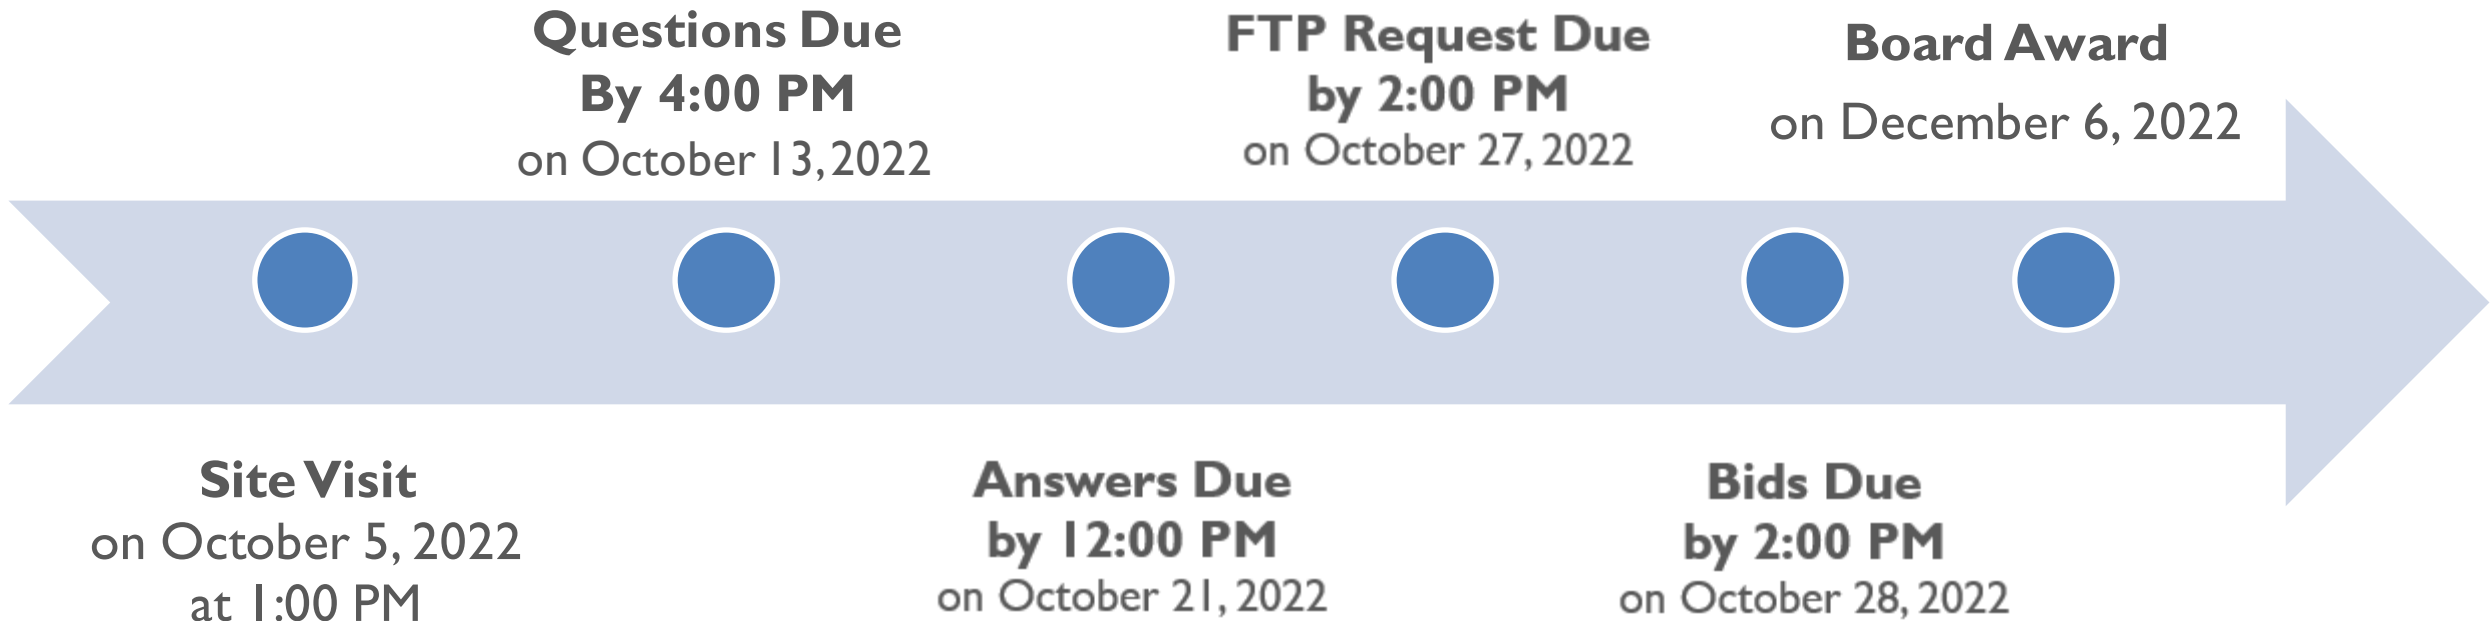 Questions Due
By 4:00 PM
on October 13, 2022
FTP Request Due
by 2:00 PM
on October 27, 2022
Board Award
on December 6, 2022
Site Visit
on October 5, 2022
at 1:00 PM
Answers Due
by 12:00 PM
on October 21, 2022
Bids Due
by 2:00 PM
on October 28, 2022